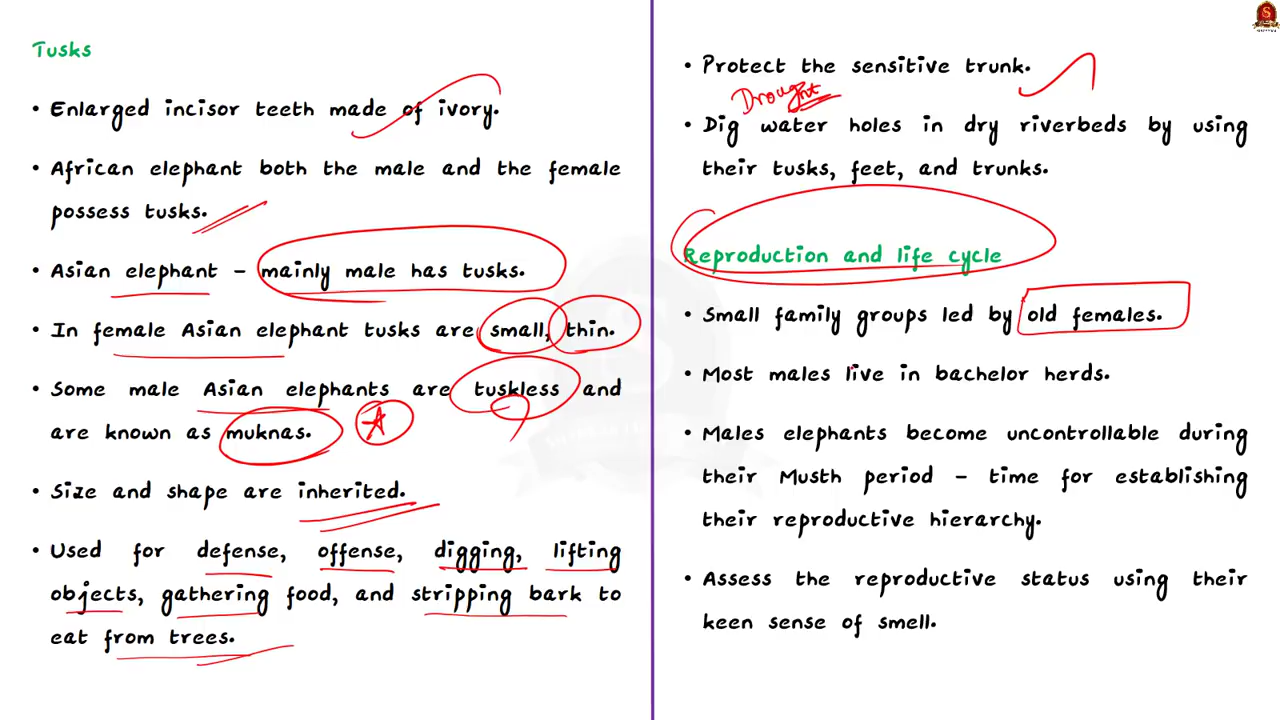 Tusks
• Enlarged incisor teeth made of ivory.
• African elephant both the male and the female
possess tusks.
• Asian elephant – mainly male has tusks.
• In female Asian elephant tusks are small, thin.
• Some male Asian elephants are tuskless and
are known as muknas.
• Size and shape are inherited.
• Used for defense, offense, digging, lifting
objects, gathering food, and stripping bark to
eat from trees.
• Protect the sensitive trunk.
Drought
• Dig water holes in dry riverbeds by using
their tusks, feet, and trunks.
Reproduction and life cycle
• Small family groups led by old females.
• Most males live in bachelor herds.
• Males elephants become uncontrollable during
their Musth period – time for establishing
their reproductive hierarchy.
• Assess the reproductive status using their
keen sense of smell.